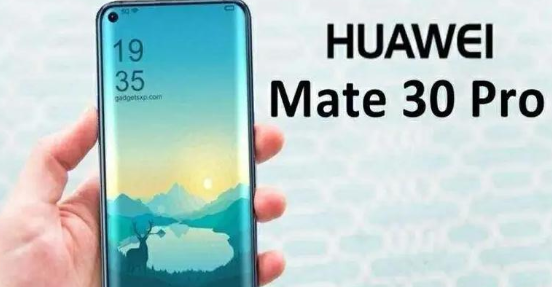 19
35
gadgetsxp.com
HUAWEI
Mate 30 Pro